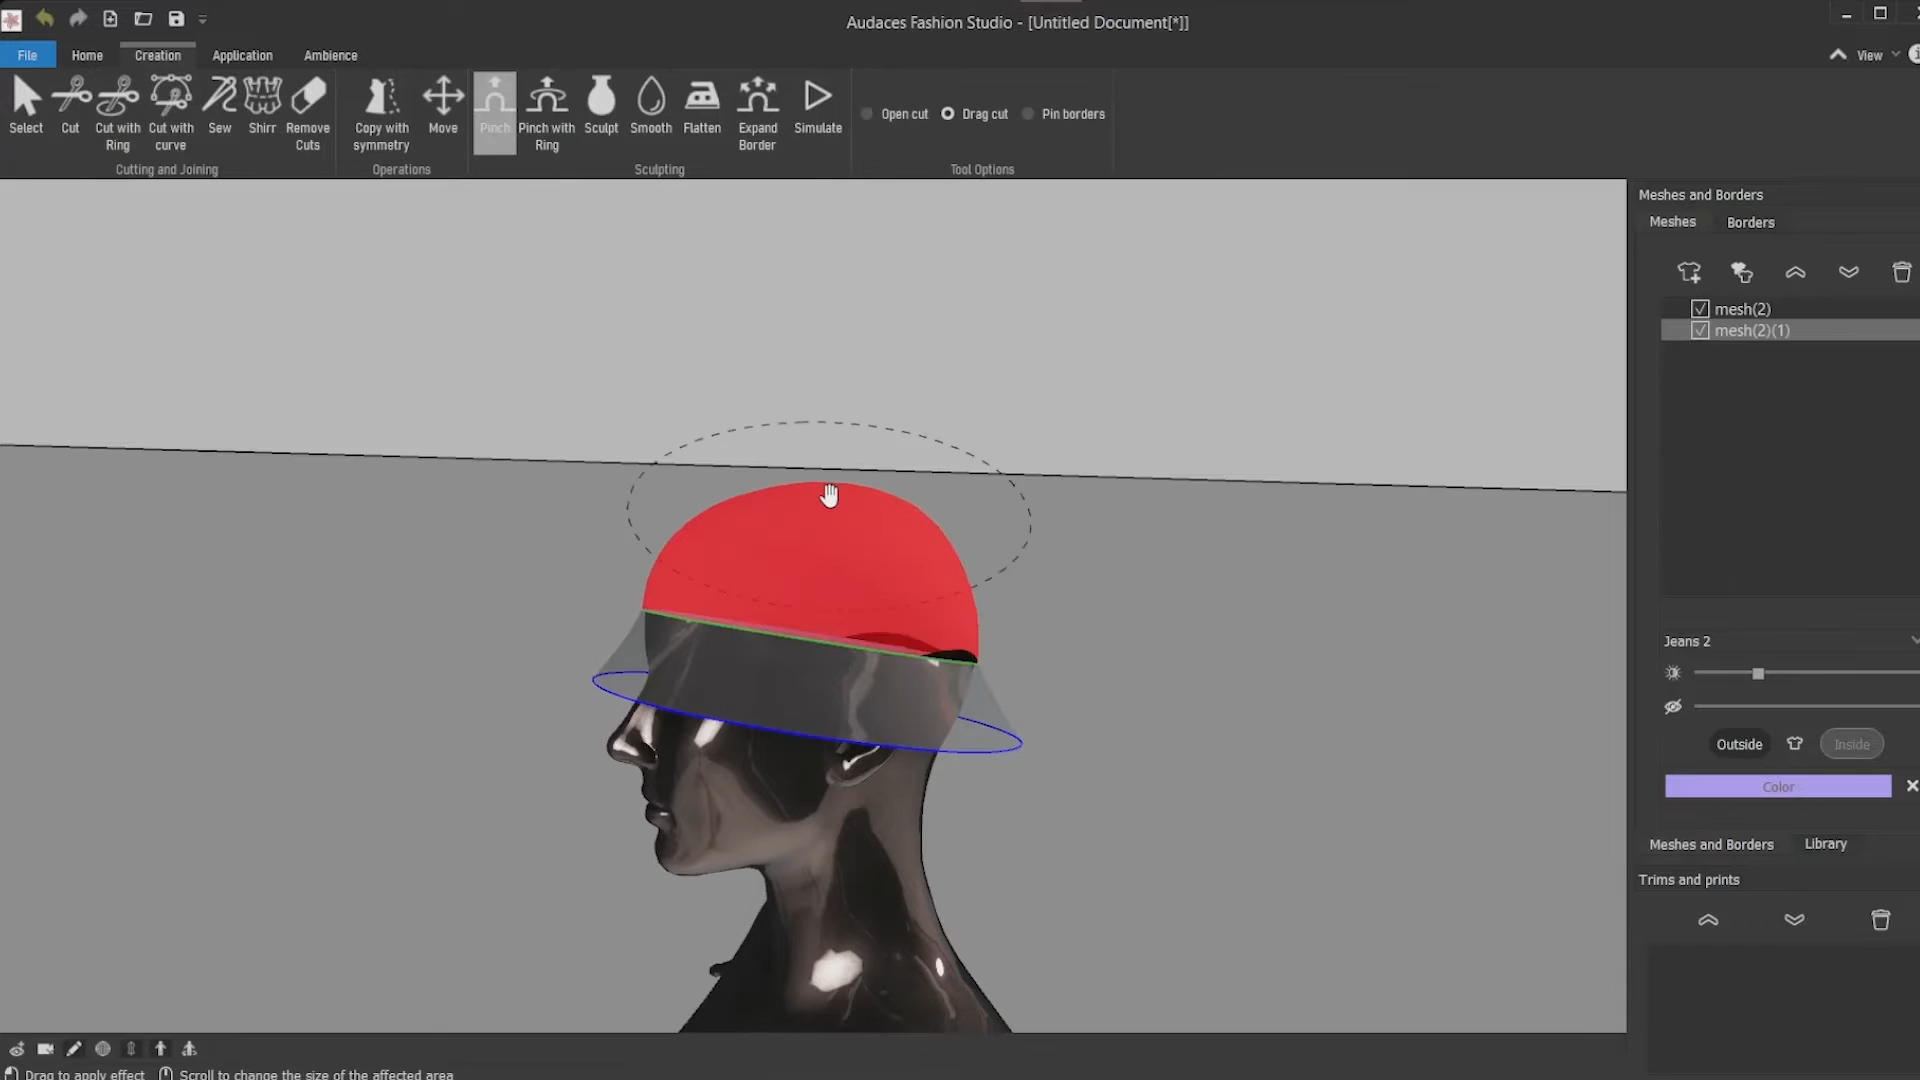 Audaces Fashion Studio - [Untitled Document[*]]
File Home Creation Application Ambience View
Select Cut Cut with Ring Cut with curve Sew Shirr Remove Cuts Copy with symmetry Move Pinch Pinch with Ring Sculpt Smooth Flatten Expand Border Simulate
Open cut Drag cut Pin borders
Cutting and Joining Operations Sculpting Tool Options
Meshes and Borders
Meshes Borders
mesh(2)
mesh(2)(1)
Jeans 2
Outside Inside
Color
Meshes and Borders Library
Trims and prints
Drag to apply effect Scroll to change the size of the affected area